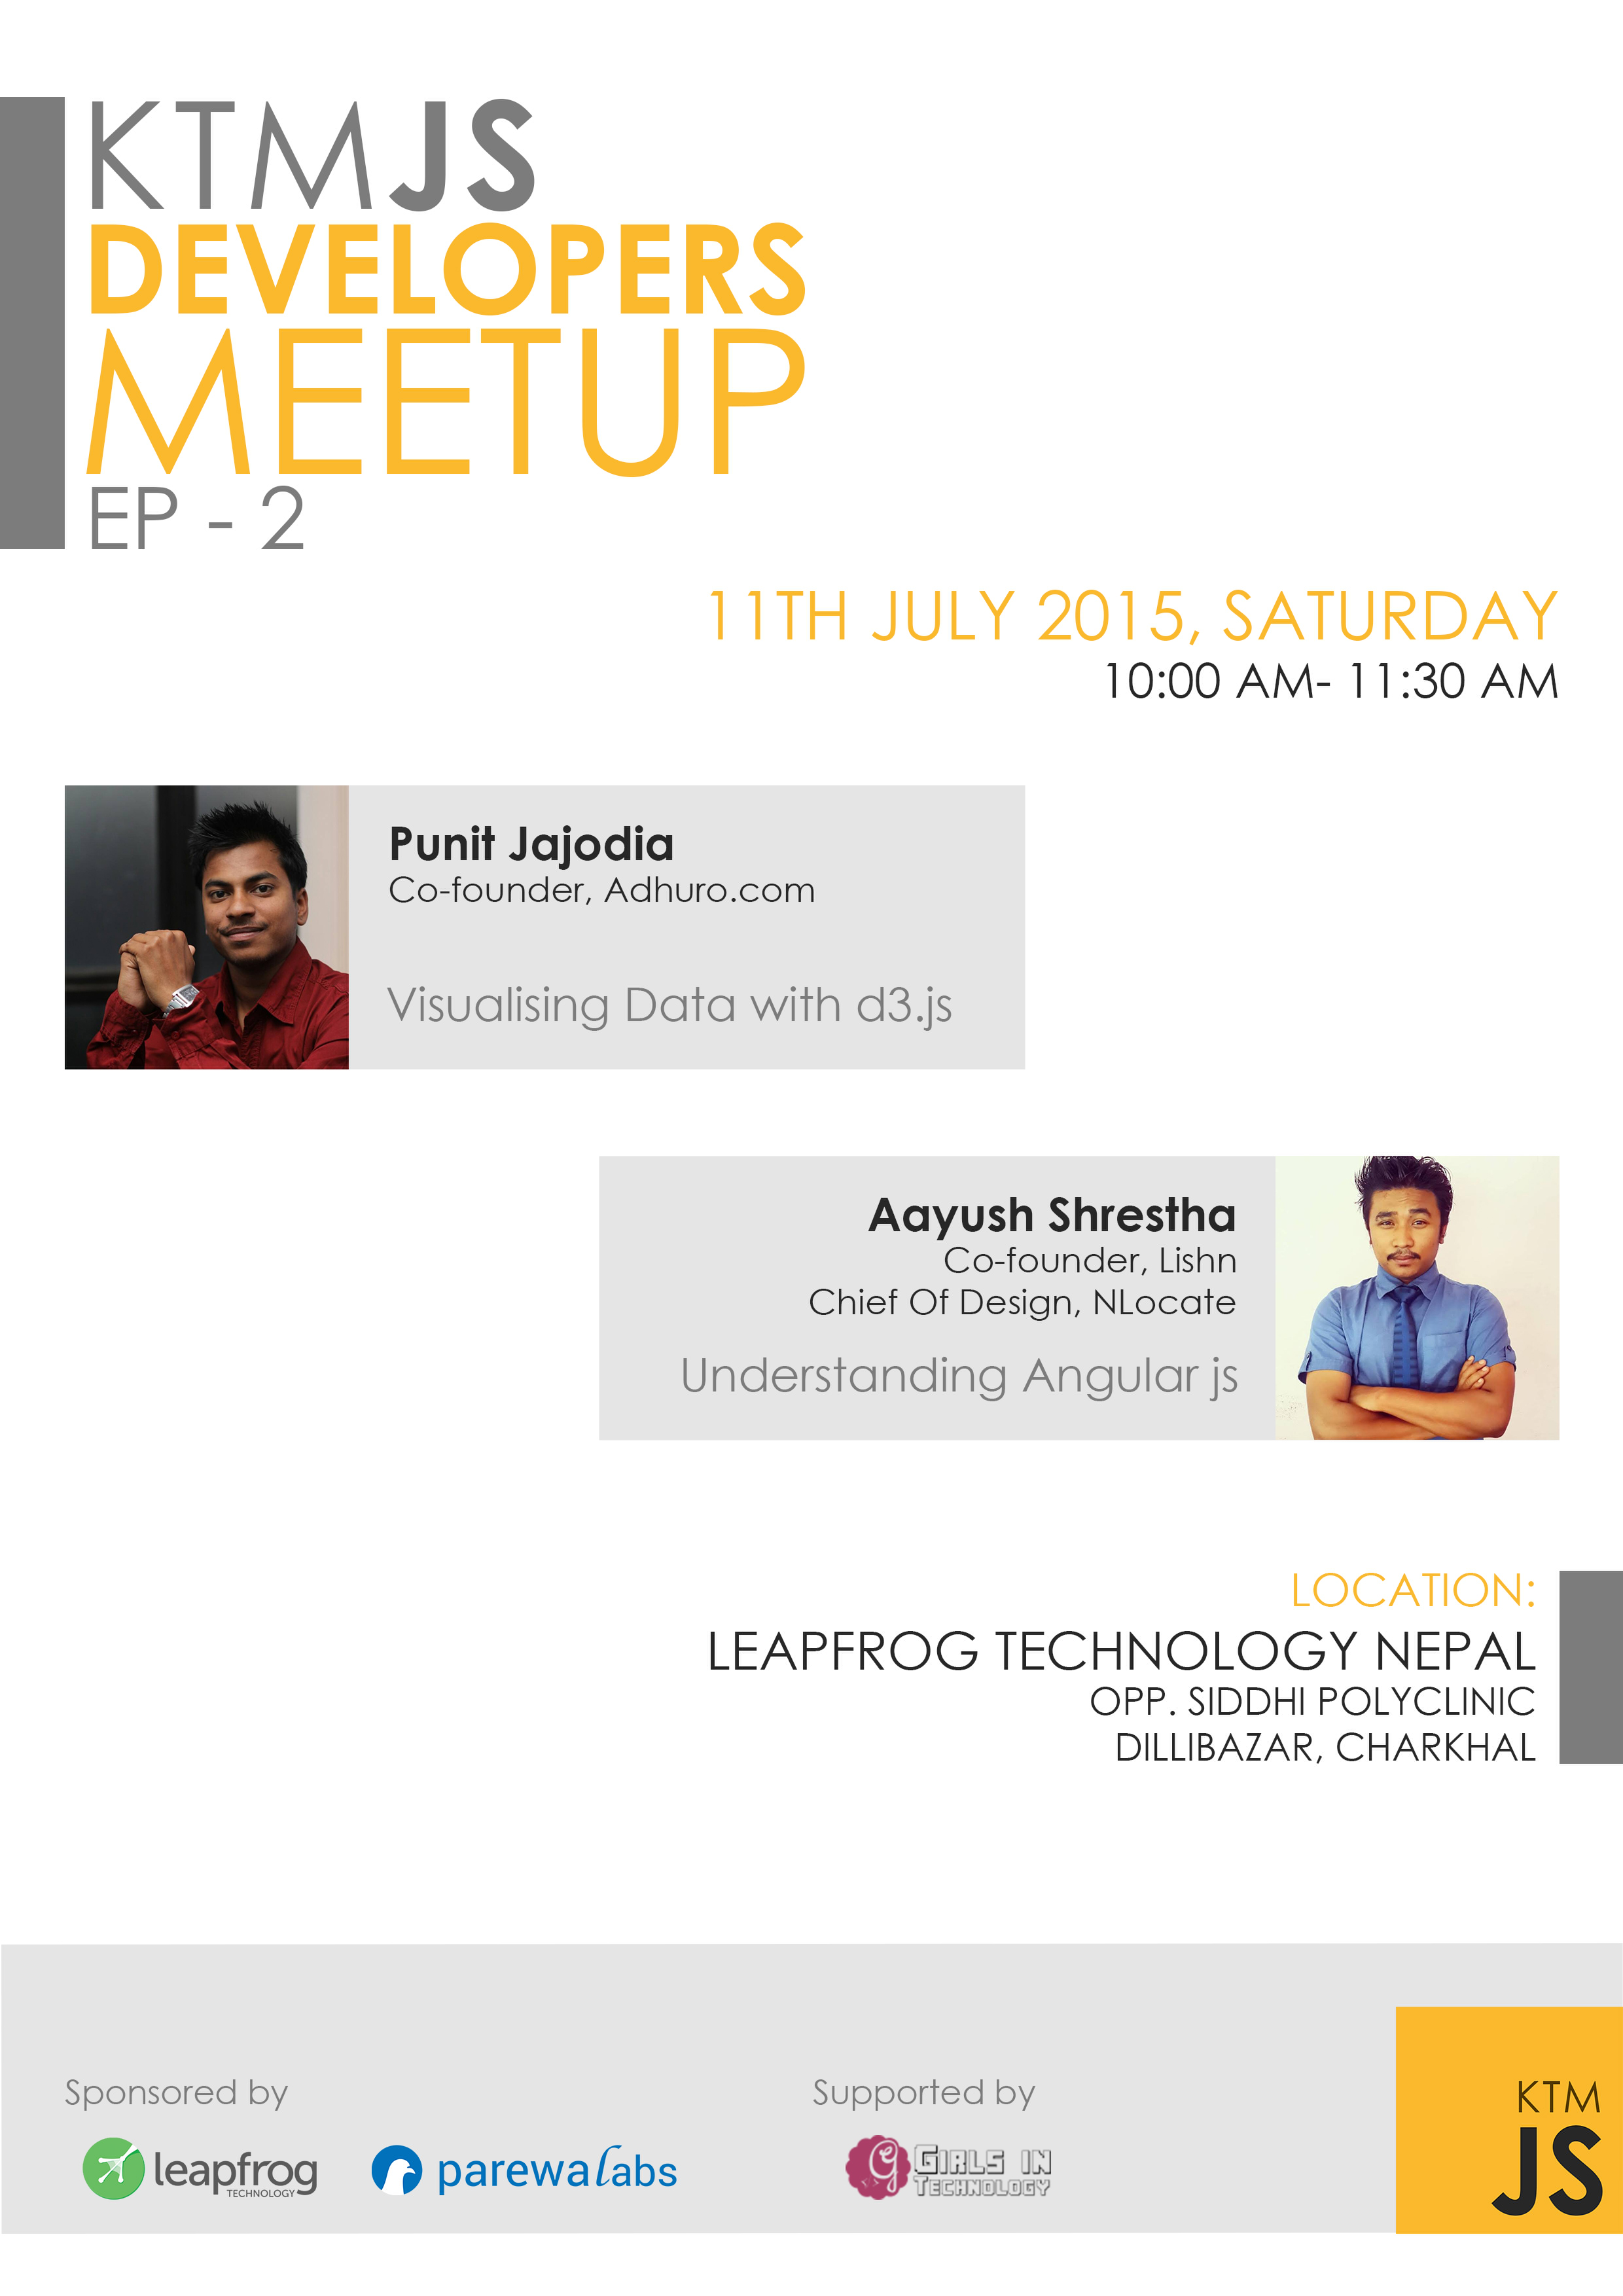 KTMJS
DEVELOPERS
MEETUP
EP - 2
11TH JULY 2015, SATURDAY
10:00 AM- 11:30 AM
Punit Jajodia
Co-founder, Adhuro.com
Visualising Data with d3.js
Aayush Shrestha
Co-founder, Lishn
Chief Of Design, NLocate
Understanding Angular js
LOCATION:
LEAPFROG TECHNOLOGY NEPAL
OPP. SIDDHI POLYCLINIC
DILLIBAZAR, CHARKHAL
Sponsored by
leapfrog
TECHNOLOGY
parewalabs
Supported by
g
GIRLS IN
TECHNOLOGY
KTM
JS